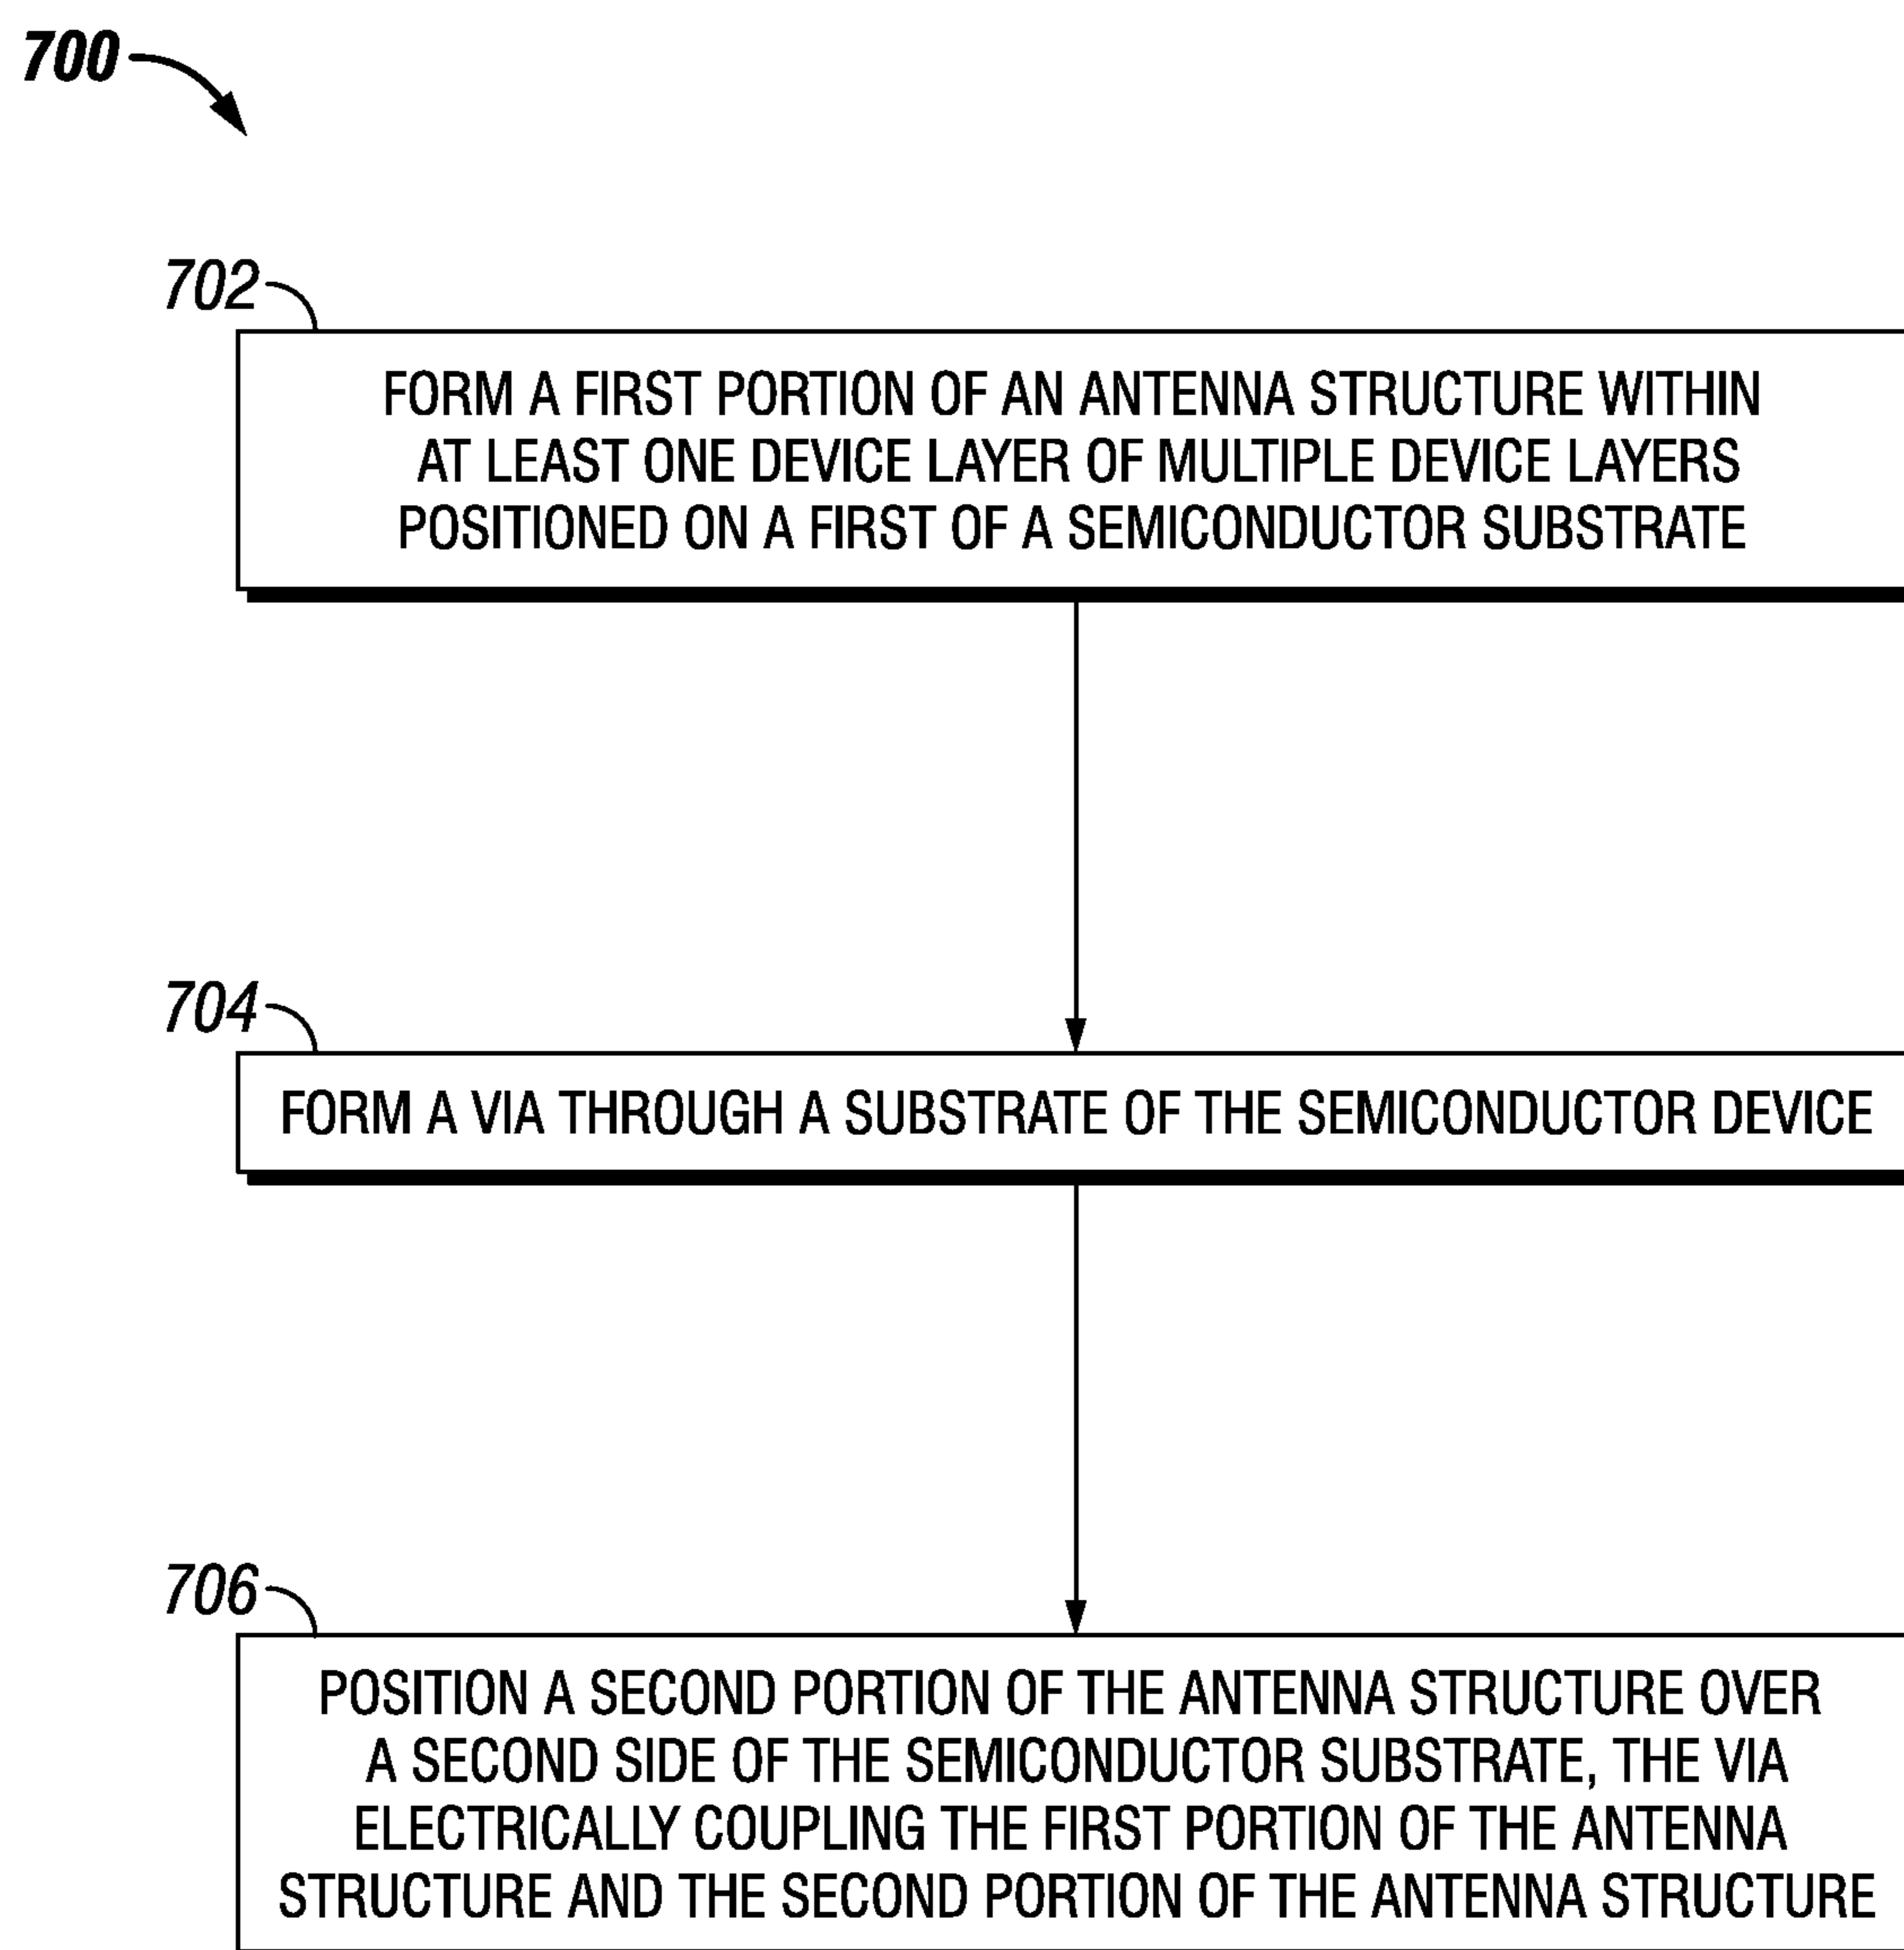 700
702
FORM A FIRST PORTION OF AN ANTENNA STRUCTURE WITHIN
AT LEAST ONE DEVICE LAYER OF MULTIPLE DEVICE LAYERS
POSITIONED ON A FIRST OF A SEMICONDUCTOR SUBSTRATE
704
FORM A VIA THROUGH A SUBSTRATE OF THE SEMICONDUCTOR DEVICE
706
POSITION A SECOND PORTION OF THE ANTENNA STRUCTURE OVER
A SECOND SIDE OF THE SEMICONDUCTOR SUBSTRATE, THE VIA
ELECTRICALLY COUPLING THE FIRST PORTION OF THE ANTENNA
STRUCTURE AND THE SECOND PORTION OF THE ANTENNA STRUCTURE